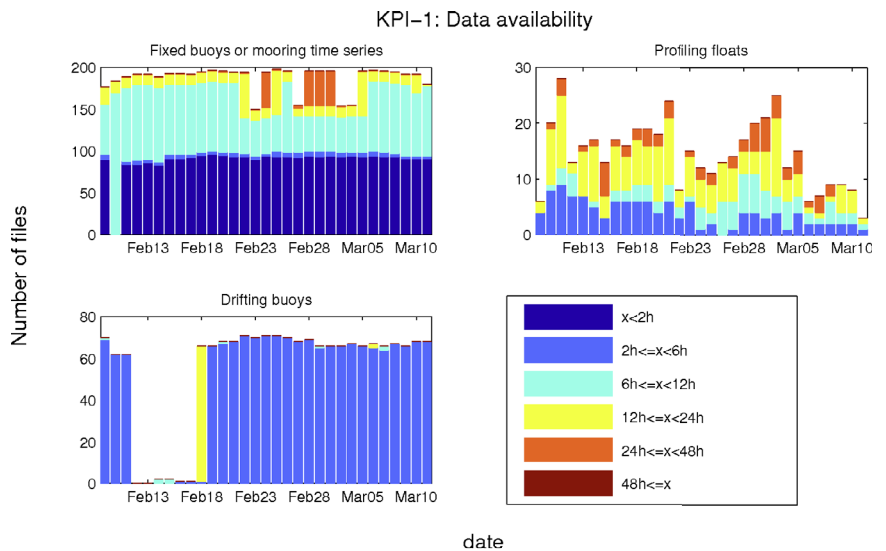 KPI-1: Data availability
Fixed buoys or mooring time series
200
150
100
50
0
Feb13 Feb18 Feb23 Feb28 Mar05 Mar10
Profiling floats
30
20
10
0
Feb13 Feb18 Feb23 Feb28 Mar05 Mar10
Number of files
Drifting buoys
80
60
40
20
0
Feb13 Feb18 Feb23 Feb28 Mar05 Mar10
x<2h
2h<=x<6h
6h<=x<12h
12h<=x<24h
24h<=x<48h
48h<=x
date